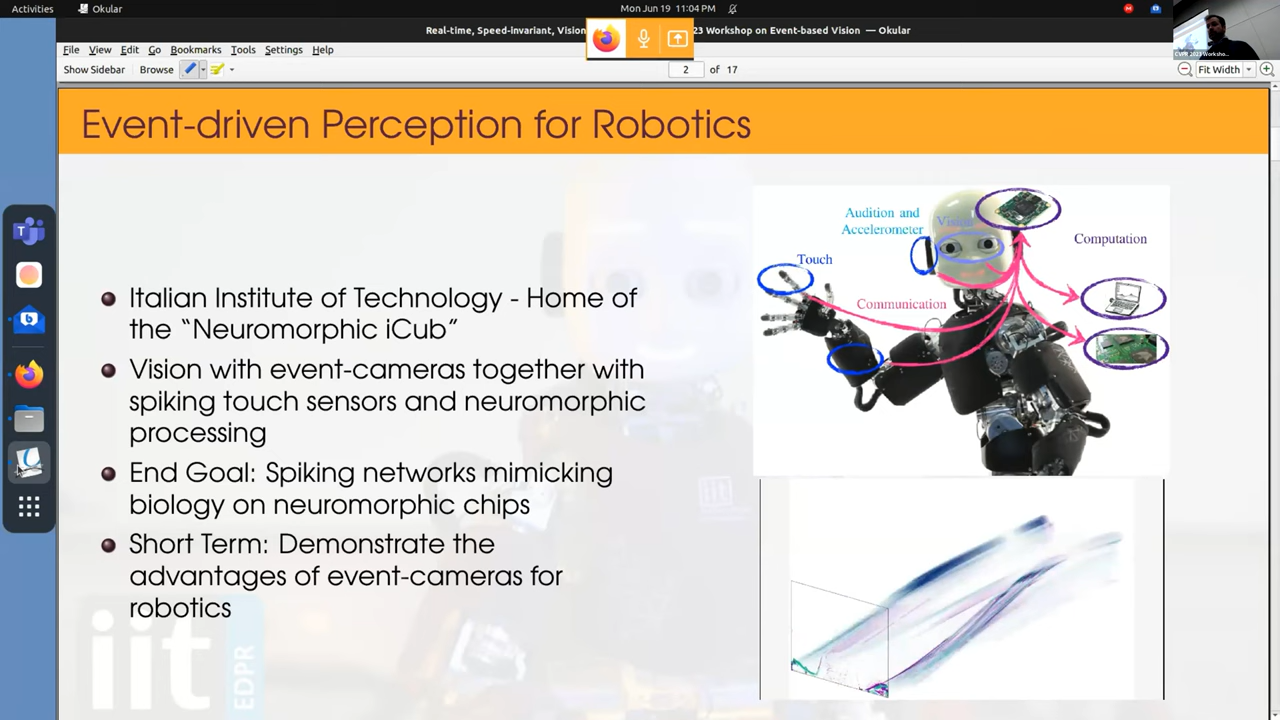 Activities
Okular
Mon Jun 19 11:04 PM
Real-time, Speed-invariant, Vision
23 Workshop on Event-based Vision — Okular
File View Edit Go Bookmarks Tools Settings Help
Show Sidebar Browse
2 of 17
Fit Width
CVPR 2023 Worksho...
Event-driven Perception for Robotics
Italian Institute of Technology - Home of
the “Neuromorphic iCub”
Vision with event-cameras together with
spiking touch sensors and neuromorphic
processing
End Goal: Spiking networks mimicking
biology on neuromorphic chips
Short Term: Demonstrate the
advantages of event-cameras for
robotics
Audition and
Accelerometer
Vision
Computation
Touch
Communication
iit
EDPR